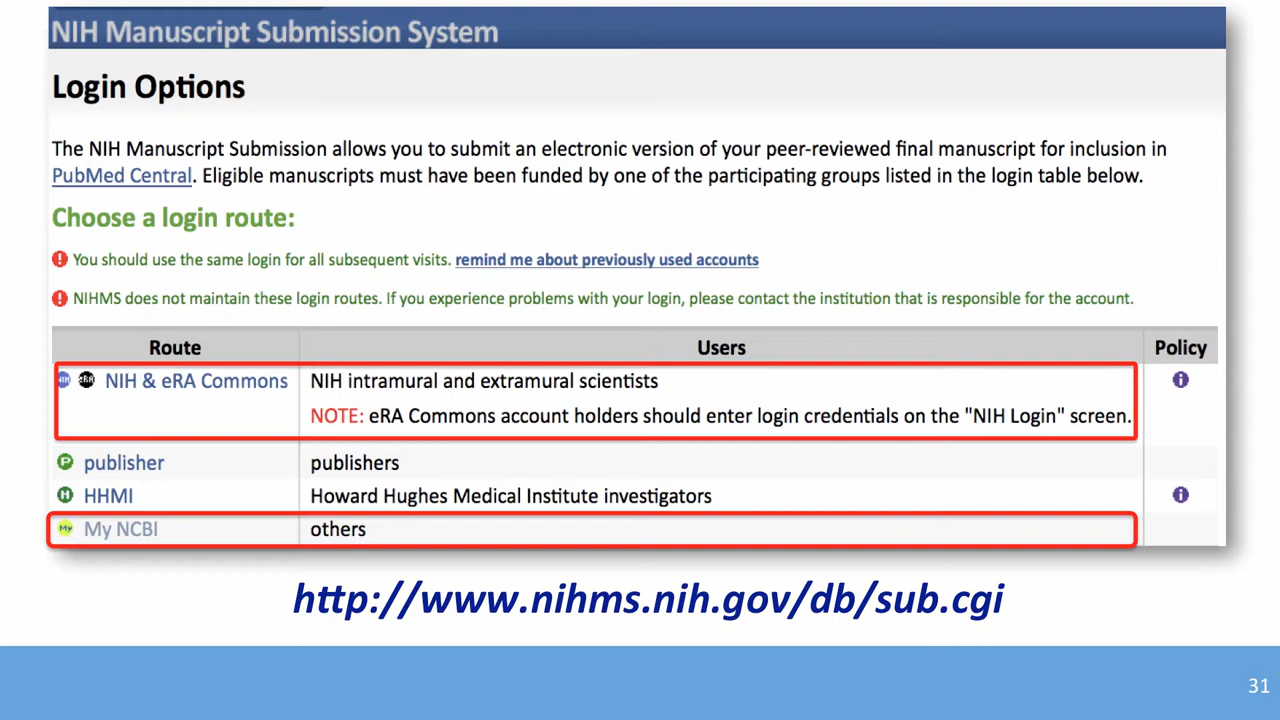 NIH Manuscript Submission System
Login Options
The NIH Manuscript Submission allows you to submit an electronic version of your peer-reviewed final manuscript for inclusion in
PubMed Central. Eligible manuscripts must have been funded by one of the participating groups listed in the login table below.
Choose a login route:
You should use the same login for all subsequent visits. remind me about previously used accounts
NIHMS does not maintain these login routes. If you experience problems with your login, please contact the institution that is responsible for the account.
Route Users Policy
NIH eRA NIH & eRA Commons NIH intramural and extramural scientists
NOTE: eRA Commons account holders should enter login credentials on the "NIH Login" screen.
P publisher publishers
H HHMI Howard Hughes Medical Institute investigators
My My NCBI others
http://www.nihms.nih.gov/db/sub.cgi
31